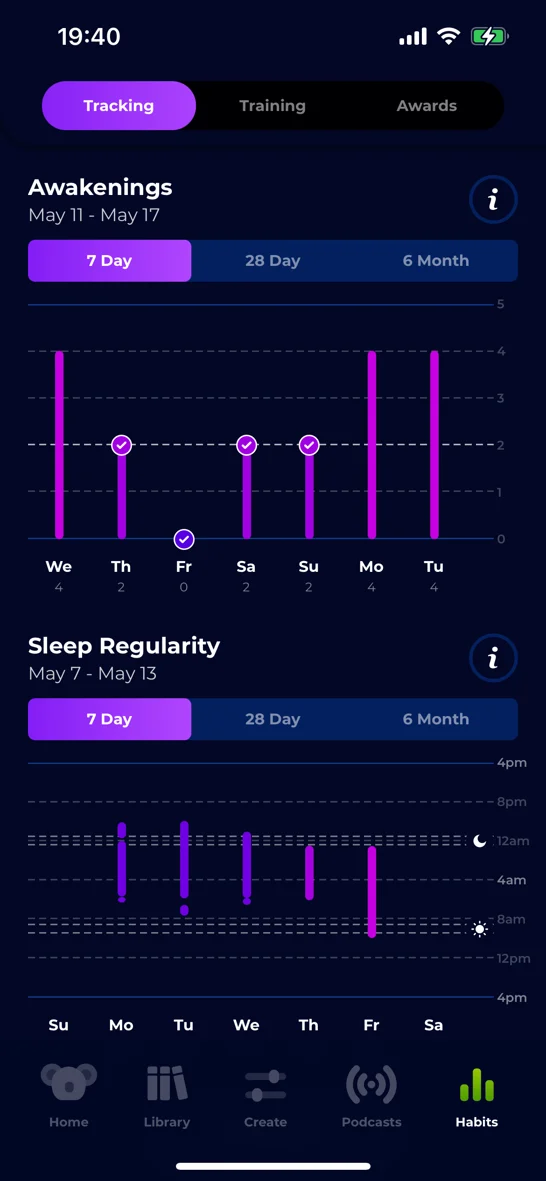 19:40
Tracking Training Awards
Awakenings
May 11 - May 17
i
7 Day 28 Day 6 Month
5
4
3
2
1
0
We Th Fr Sa Su Mo Tu
4 2 0 2 2 4 4
Sleep Regularity
May 7 - May 13
i
7 Day 28 Day 6 Month
4pm
8pm
12am
4am
8am
12pm
4pm
Su Mo Tu We Th Fr Sa
Home Library Create Podcasts Habits